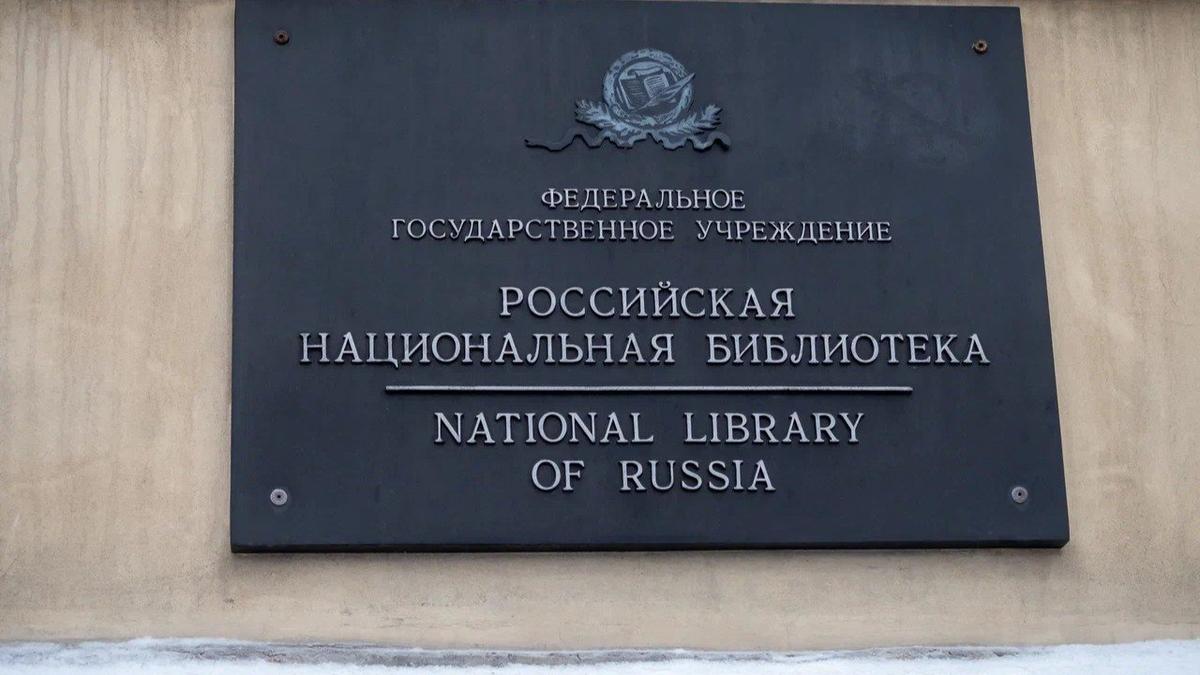 ФЕДЕРАЛЬНОЕ
ГОСУДАРСТВЕННОЕ УЧРЕЖДЕНИЕ
РОССИЙСКАЯ
НАЦИОНАЛЬНАЯ БИБЛИОТЕКА
NATIONAL LIBRARY
OF RUSSIA